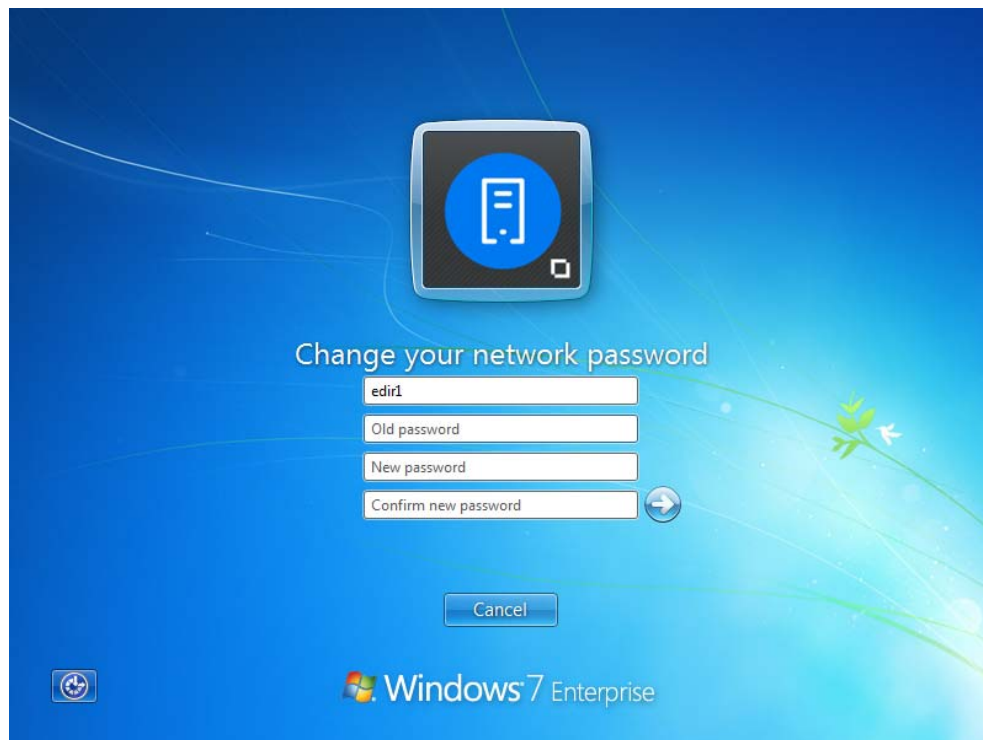 Change your network password
edir1
Old password
New password
Confirm new password
Cancel
Windows 7 Enterprise